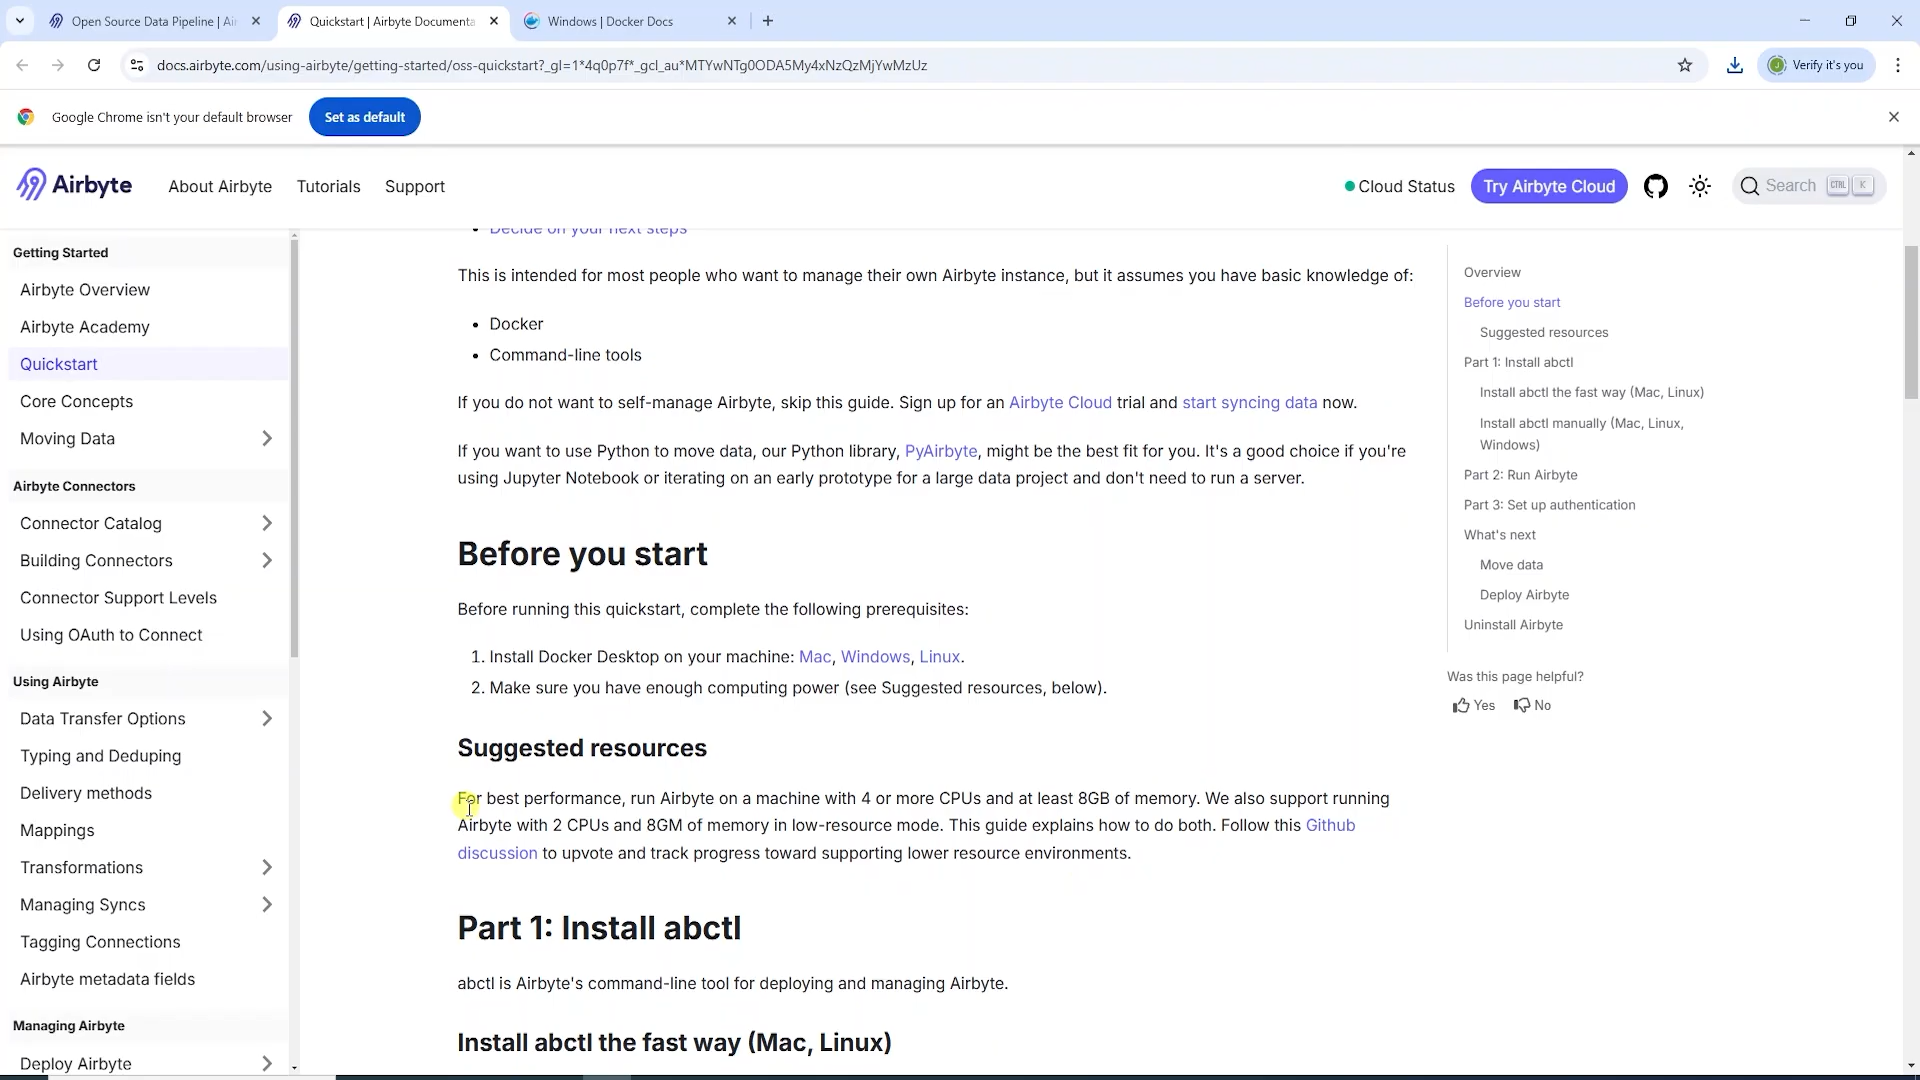 Open Source Data Pipeline | Air
Quickstart | Airbyte Documenta
Windows | Docker Docs
docs.airbyte.com/using-airbyte/getting-started/oss-quickstart?_gl=1*4q0p7f*_gcl_au*MTYwNTg0ODA5My4xNzQzMjYwMzUz
Verify it's you
Google Chrome isn't your default browser
Set as default
Airbyte
About Airbyte
Tutorials
Support
Cloud Status
Try Airbyte Cloud
Search
CTRL
K
Getting Started
Airbyte Overview
Airbyte Academy
Quickstart
Core Concepts
Moving Data
Airbyte Connectors
Connector Catalog
Building Connectors
Connector Support Levels
Using OAuth to Connect
Using Airbyte
Data Transfer Options
Typing and Deduping
Delivery methods
Mappings
Transformations
Managing Syncs
Tagging Connections
Airbyte metadata fields
Managing Airbyte
Deploy Airbyte
• Decide on your next steps
This is intended for most people who want to manage their own Airbyte instance, but it assumes you have basic knowledge of:
• Docker
• Command-line tools
If you do not want to self-manage Airbyte, skip this guide. Sign up for an Airbyte Cloud trial and start syncing data now.
If you want to use Python to move data, our Python library, PyAirbyte, might be the best fit for you. It's a good choice if you're
using Jupyter Notebook or iterating on an early prototype for a large data project and don't need to run a server.
Before you start
Before running this quickstart, complete the following prerequisites:
1. Install Docker Desktop on your machine: Mac, Windows, Linux.
2. Make sure you have enough computing power (see Suggested resources, below).
Suggested resources
For best performance, run Airbyte on a machine with 4 or more CPUs and at least 8GB of memory. We also support running
Airbyte with 2 CPUs and 8GM of memory in low-resource mode. This guide explains how to do both. Follow this Github
discussion to upvote and track progress toward supporting lower resource environments.
Part 1: Install abctl
abctl is Airbyte's command-line tool for deploying and managing Airbyte.
Install abctl the fast way (Mac, Linux)
Overview
Before you start
Suggested resources
Part 1: Install abctl
Install abctl the fast way (Mac, Linux)
Install abctl manually (Mac, Linux,
Windows)
Part 2: Run Airbyte
Part 3: Set up authentication
What's next
Move data
Deploy Airbyte
Uninstall Airbyte
Was this page helpful?
Yes
No